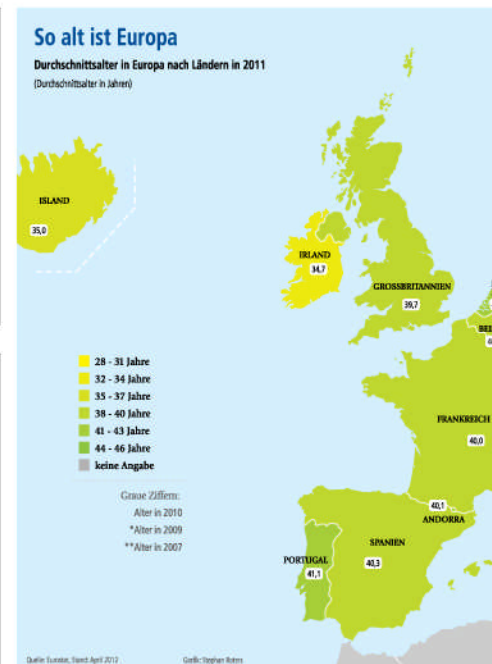 So alt ist Europa
Durchschnittsalter in Europa nach Ländern in 2011
(Durchschnittsalter in Jahren)
ISLAND
35,0
IRLAND
34,7
GROSSBRITANNIEN
39,7
BEL
28 - 31 Jahre
32 - 34 Jahre
35 - 37 Jahre
38 - 40 Jahre
41 - 43 Jahre
44 - 46 Jahre
keine Angabe
FRANKREICH
40,0
Graue Ziffern:
Alter in 2010
*Alter in 2009
**Alter in 2007
40,1
ANDORRA
SPANIEN
40,3
PORTUGAL
41,1
Quelle: Eurostat, Stand: April 2012
Grafik: Stephan